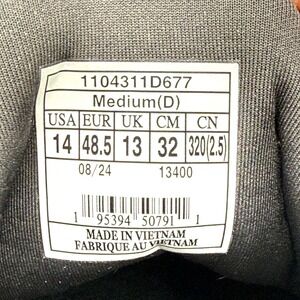 1104311D677
Medium(D)
USA EUR UK CM CN
14 48.5 13 32 320(2.5)
08/24 13400
1 95394 50791 1
MADE IN VIETNAM
FABRIQUE AU VIETNAM